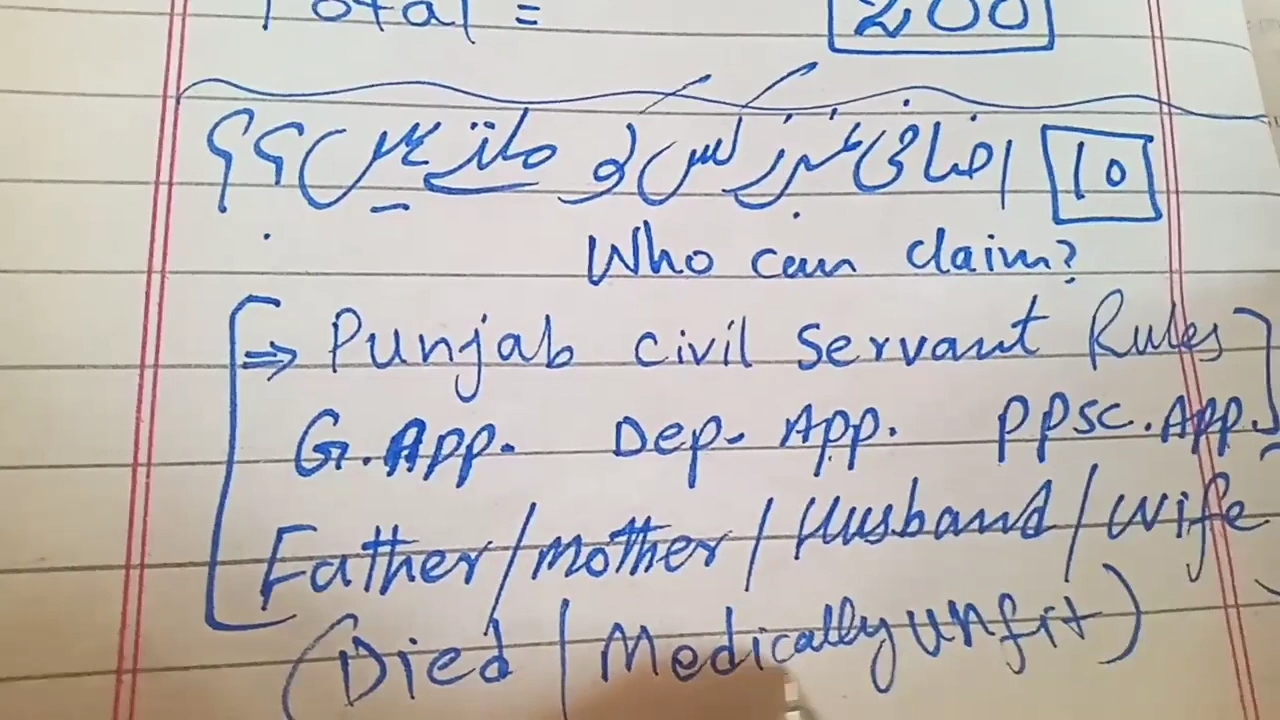 Total = 200
10 اضافی نمبرز کس کو ملتے ہیں؟؟
Who can claim?
⇒ Punjab civil servant Rules
G.App. Dep. App. PPSC.App.
Father/mother/Husband/wife
(Died / Medically unfit)